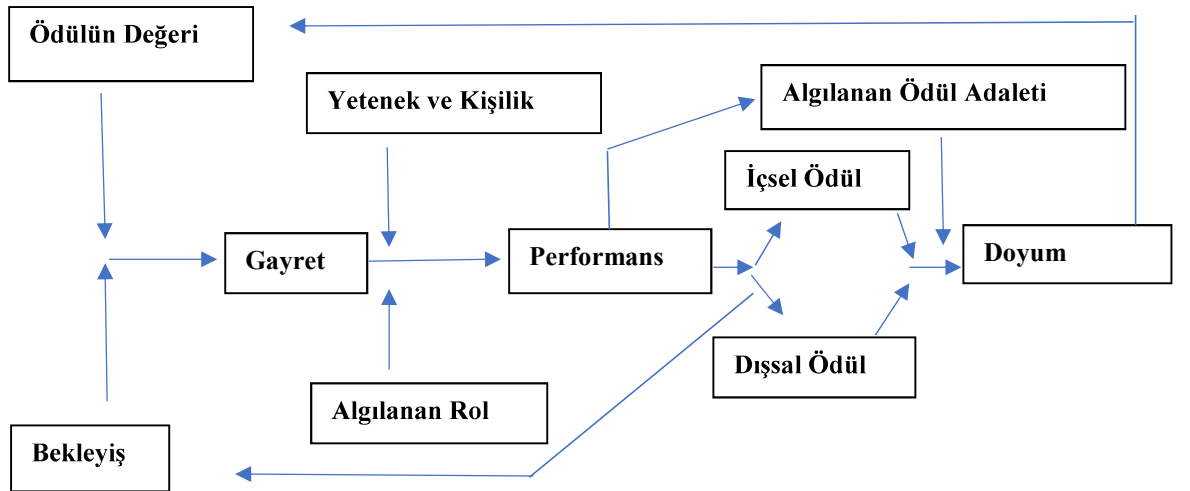 Ödülün Değeri
Yetenek ve Kişilik
Algılanan Ödül Adaleti
İçsel Ödül
Gayret
Performans
Doyum
Dışsal Ödül
Algılanan Rol
Bekleyiş